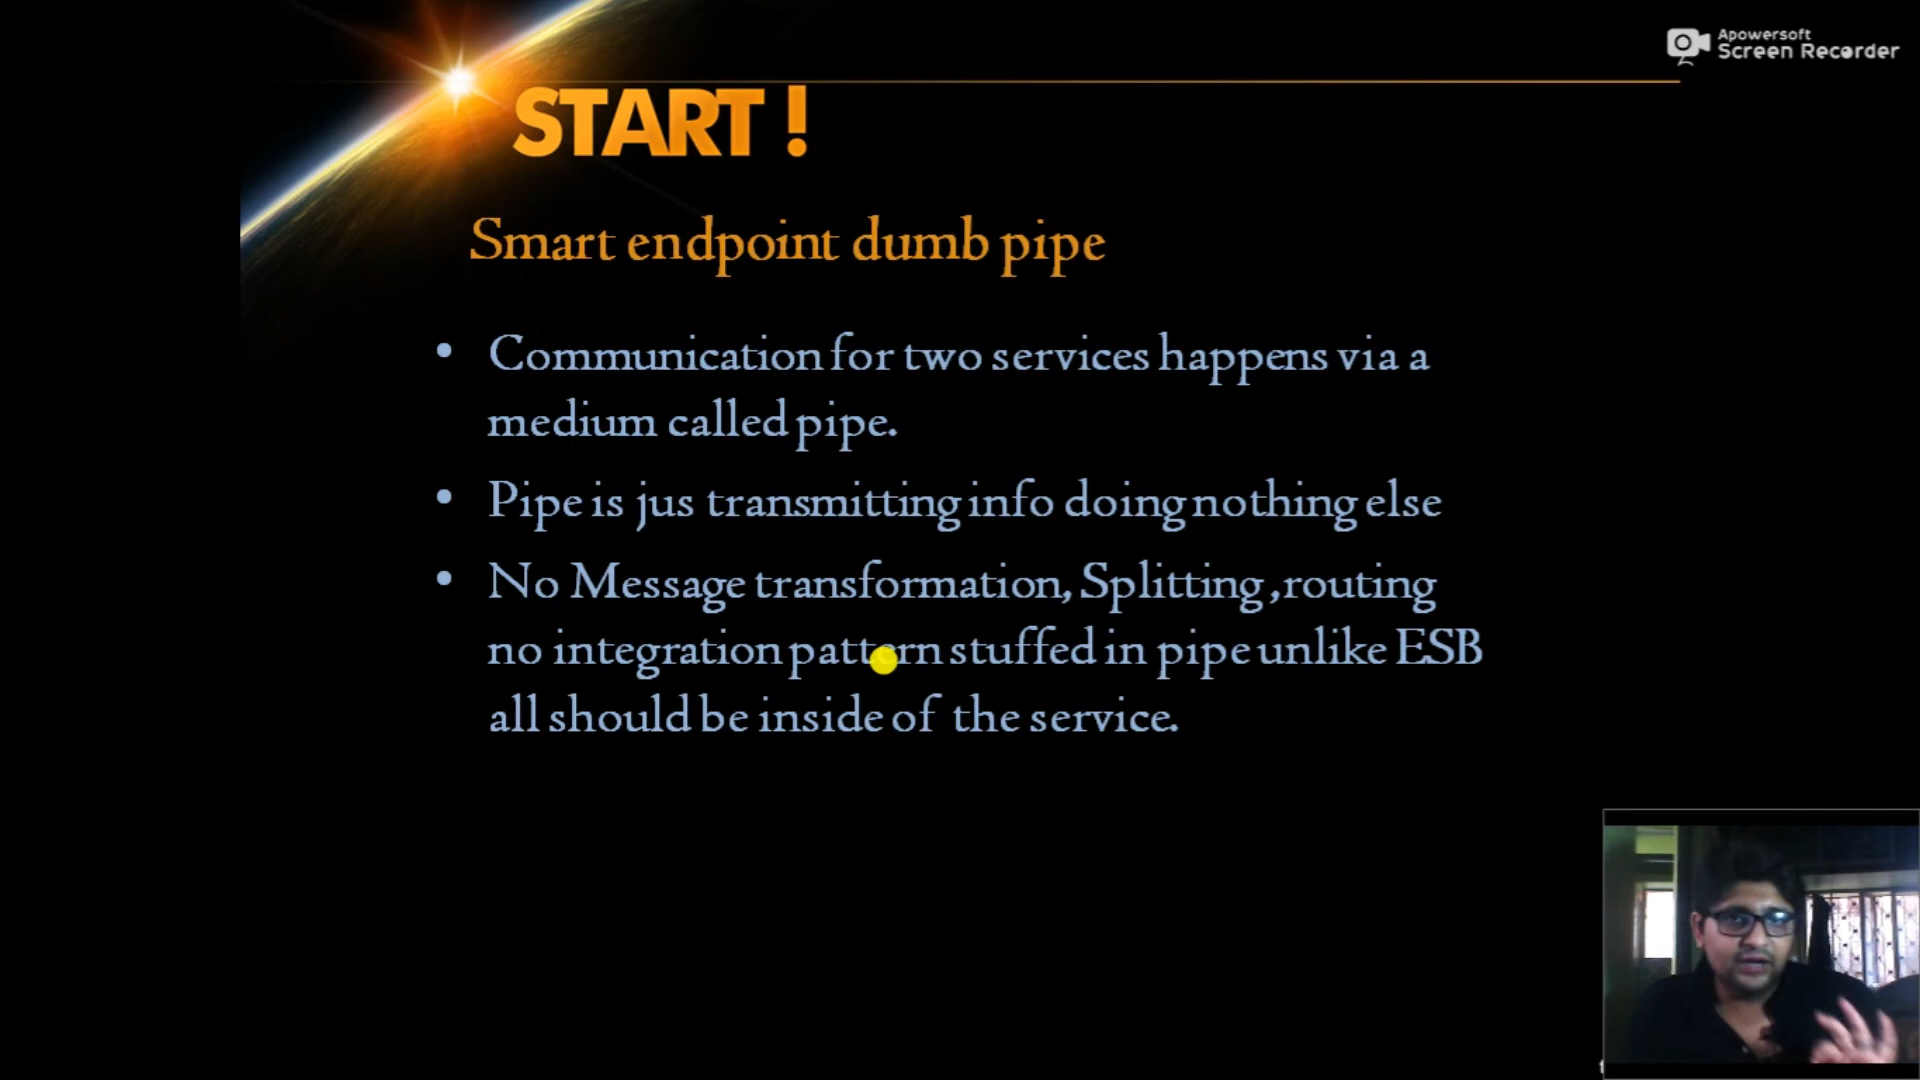 Apowersoft
Screen Recorder
START !
Smart endpoint dumb pipe
• Communication for two services happens via a
medium called pipe.
• Pipe is jus transmitting info doing nothing else
• No Message transformation, Splitting ,routing
no integration pattern stuffed in pipe unlike ESB
all should be inside of the service.